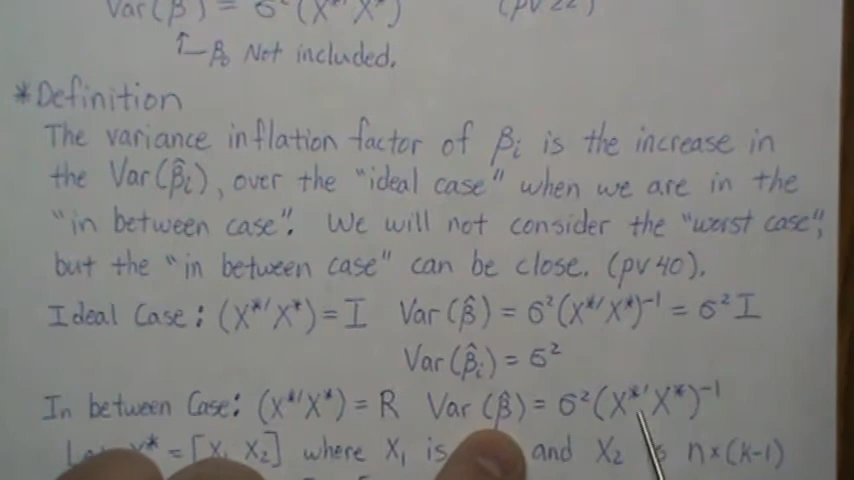 Var(β̂) = σ²(X*'X*) (pv 22)
β₀ Not included.
*Definition
The variance inflation factor of βᵢ is the increase in
the Var(β̂ᵢ), over the "ideal case" when we are in the
"in between case". We will not consider the "worst case",
but the "in between case" can be close. (pv 40).
Ideal Case: (X*'X*) = I Var(β̂) = σ²(X*'X*)⁻¹ = σ²I
Var(β̂ᵢ) = σ²
In between Case: (X*'X*) = R Var(β̂) = σ²(X*'X*)⁻¹
X* = [X₁ X₂] where X₁ is and X₂ is n×(k-1)